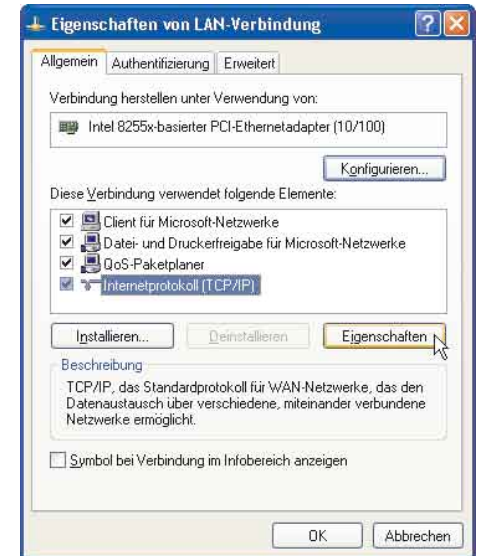 Eigenschaften von LAN-Verbindung
Allgemein Authentifizierung Erweitert
Verbindung herstellen unter Verwendung von:
Intel 8255x-basierter PCI-Ethernetadapter (10/100)
Konfigurieren...
Diese Verbindung verwendet folgende Elemente:
Client für Microsoft-Netzwerke
Datei- und Druckerfreigabe für Microsoft-Netzwerke
QoS-Paketplaner
Internetprotokoll (TCP/IP)
Installieren... Deinstallieren Eigenschaften
Beschreibung
TCP/IP, das Standardprotokoll für WAN-Netzwerke, das den
Datenaustausch über verschiedene, miteinander verbundene
Netzwerke ermöglicht.
Symbol bei Verbindung im Infobereich anzeigen
OK Abbrechen